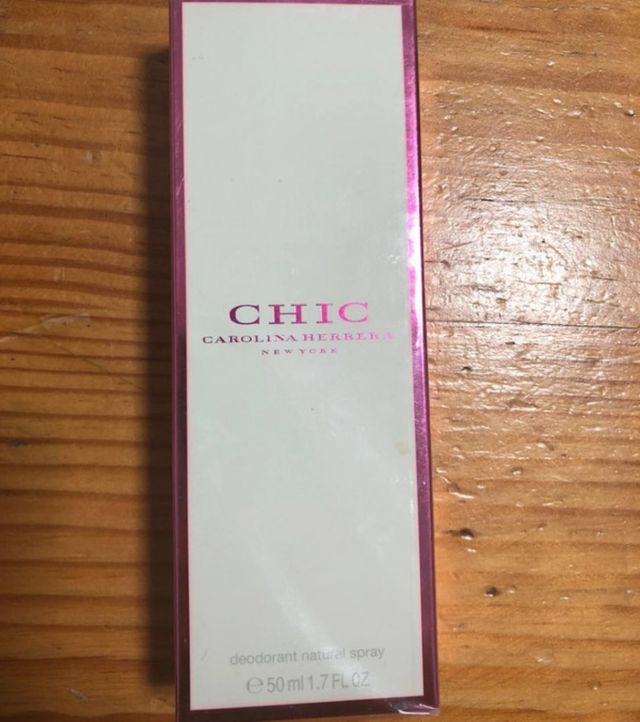 CHIC
CAROLINA HERRERA
NEW YORK
deodorant natural spray
℮ 50 ml 1.7 FL OZ